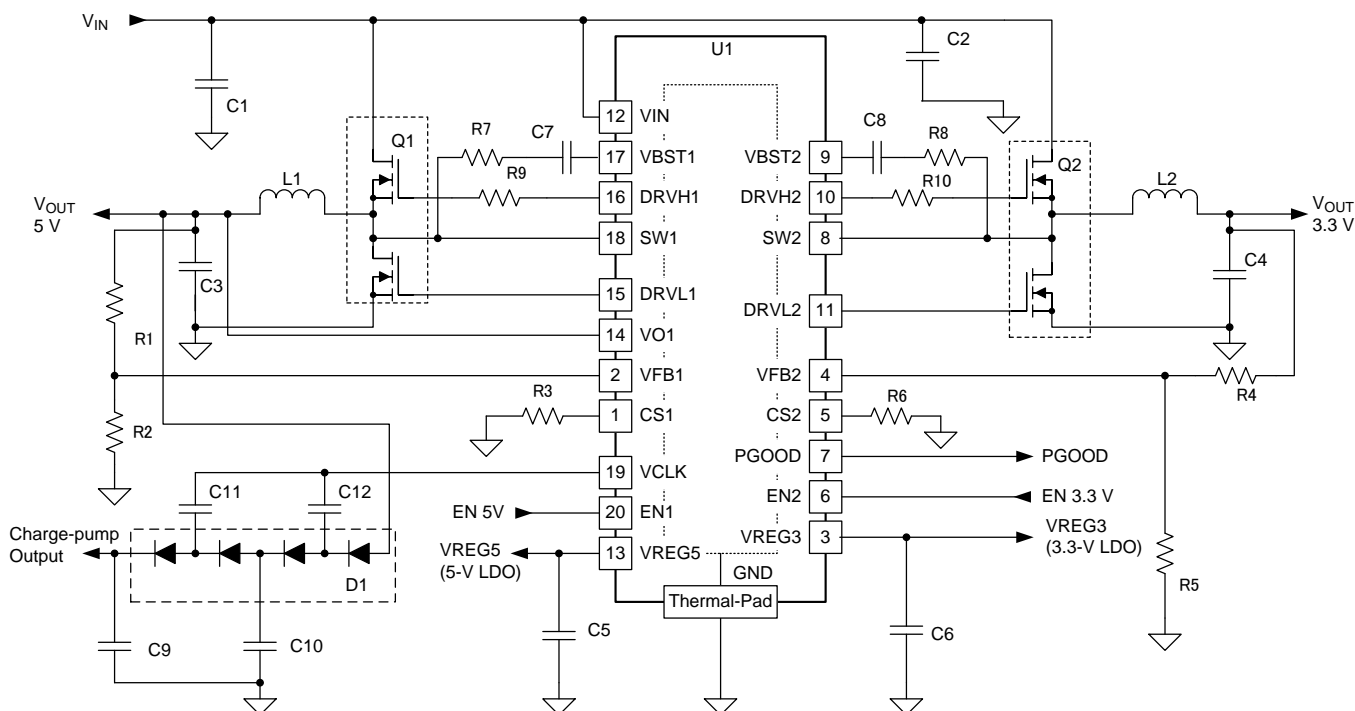 VIN
U1
C2
C1
12 VIN
Q1
R7
C7
17 VBST1
R9
16 DRVH1
L1
VOUT
5 V
18 SW1
C3
15 DRVL1
R1
14 VO1
2 VFB1
R3
1 CS1
R2
19 VCLK
C11
C12
EN 5V
20 EN1
Charge-pump
Output
D1
VREG5
(5-V LDO)
13 VREG5
C9
C10
C5
C8
R8
VBST2 9
Q2
R10
DRVH2 10
L2
VOUT
3.3 V
SW2 8
C4
DRVL2 11
VFB2 4
R4
R6
CS2 5
PGOOD 7
PGOOD
EN2 6
EN 3.3 V
VREG3 3
VREG3
(3.3-V LDO)
R5
C6
GND
Thermal-Pad